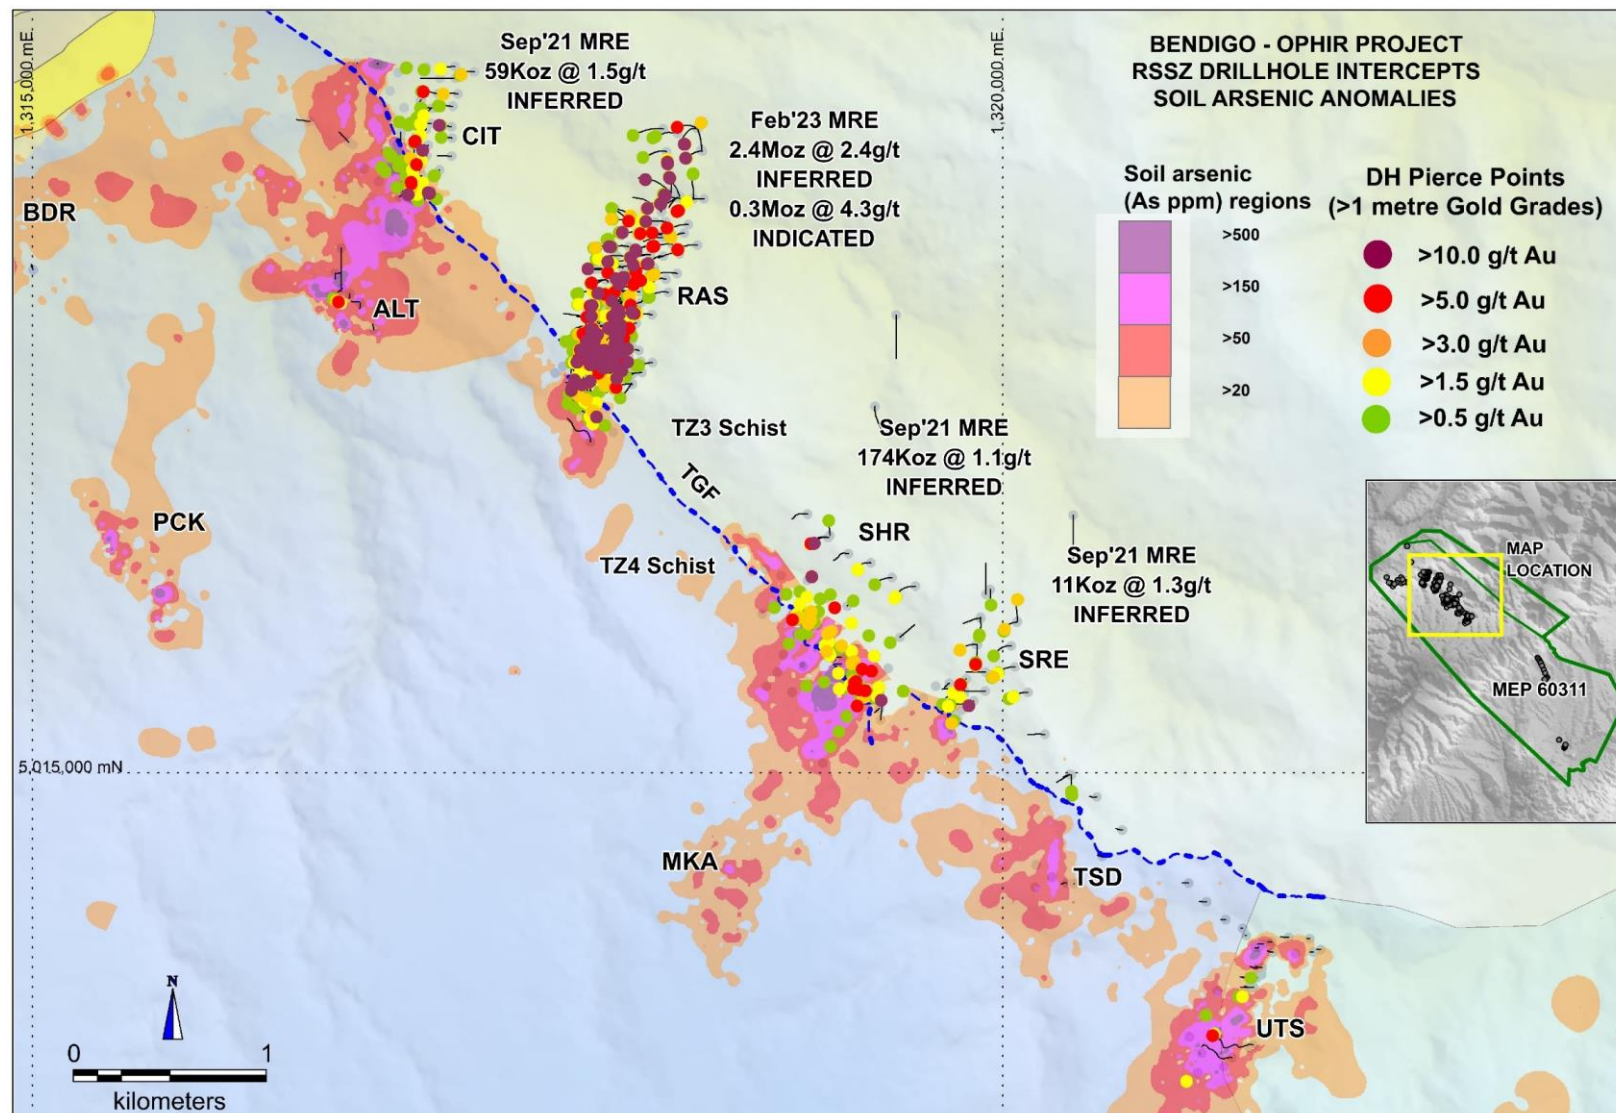 BENDIGO - OPHIR PROJECT
RSSZ DRILLHOLE INTERCEPTS
SOIL ARSENIC ANOMALIES
1,315,000 mE.
1,320,000 mE.
Sep'21 MRE
59Koz @ 1.5g/t
INFERRED
CIT
Feb'23 MRE
2.4Moz @ 2.4g/t
INFERRED
0.3Moz @ 4.3g/t
INDICATED
BDR
ALT
RAS
Soil arsenic
(As ppm) regions
>500
>150
>50
>20
DH Pierce Points
(>1 metre Gold Grades)
>10.0 g/t Au
>5.0 g/t Au
>3.0 g/t Au
>1.5 g/t Au
>0.5 g/t Au
TZ3 Schist
TGF
TZ4 Schist
Sep'21 MRE
174Koz @ 1.1g/t
INFERRED
PCK
SHR
Sep'21 MRE
11Koz @ 1.3g/t
INFERRED
SRE
MAP
LOCATION
MEP 60311
5,015,000 mN
MKA
TSD
UTS
N
0 1
kilometers